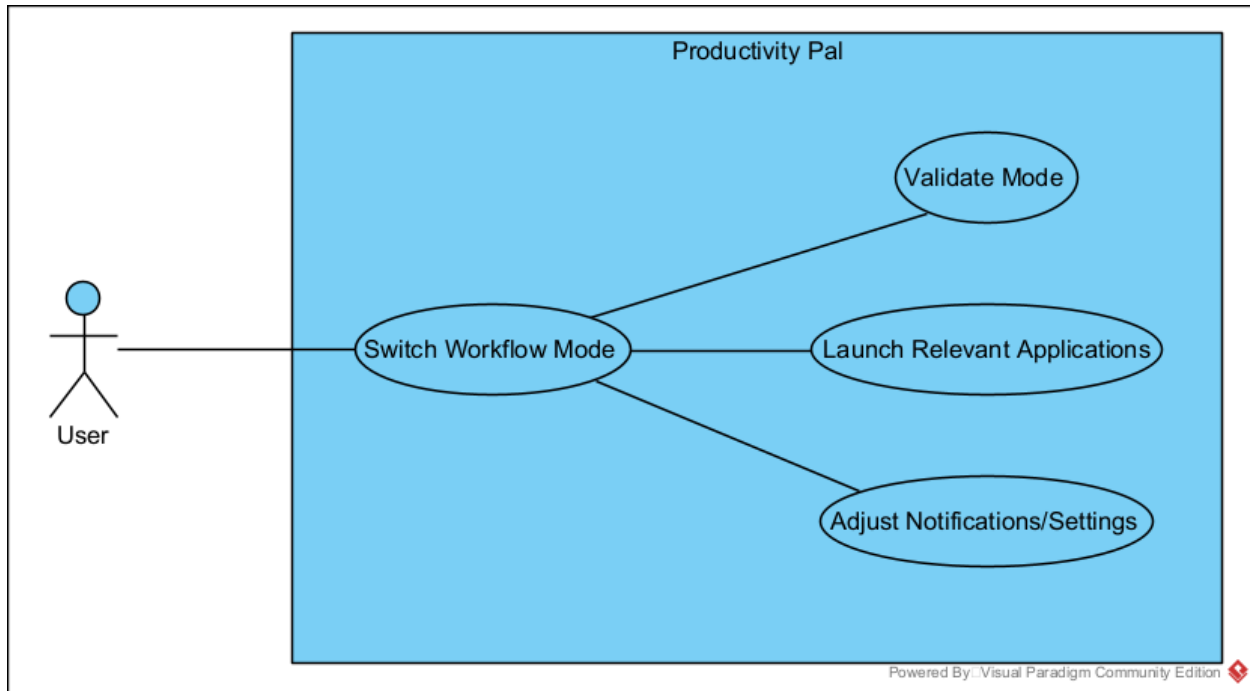 Productivity Pal
Validate Mode
Switch Workflow Mode
Launch Relevant Applications
User
Adjust Notifications/Settings
Powered By Visual Paradigm Community Edition